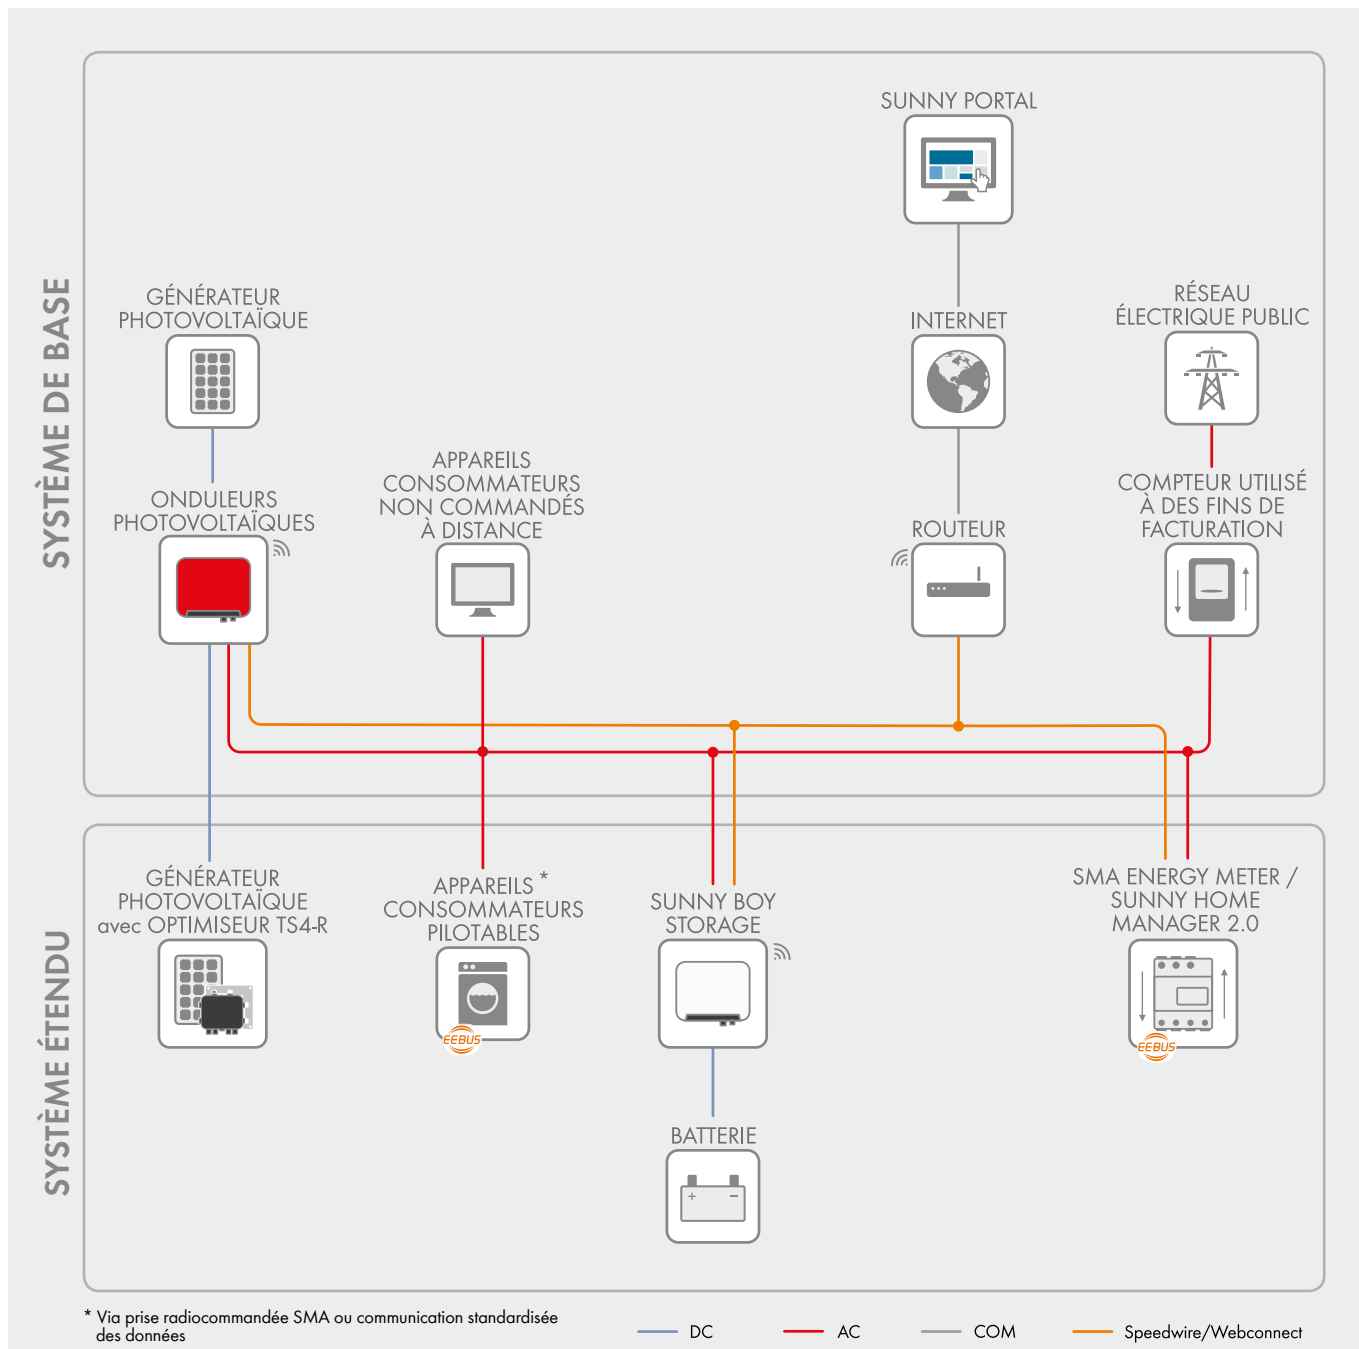 SYSTÈME DE BASE
SUNNY PORTAL
GÉNÉRATEUR
PHOTOVOLTAÏQUE
INTERNET
RÉSEAU
ÉLECTRIQUE PUBLIC
ONDULEURS
PHOTOVOLTAÏQUES
APPAREILS
CONSOMMATEURS
NON COMMANDÉS
À DISTANCE
ROUTEUR
COMPTEUR UTILISÉ
À DES FINS DE
FACTURATION
SYSTÈME ÉTENDU
GÉNÉRATEUR
PHOTOVOLTAÏQUE
avec OPTIMISEUR TS4-R
APPAREILS *
CONSOMMATEURS
PILOTABLES
EEBUS
SUNNY BOY
STORAGE
SMA ENERGY METER /
SUNNY HOME
MANAGER 2.0
EEBUS
BATTERIE
+ −
* Via prise radiocommandée SMA ou communication standardisée
des données
DC
AC
COM
Speedwire/Webconnect